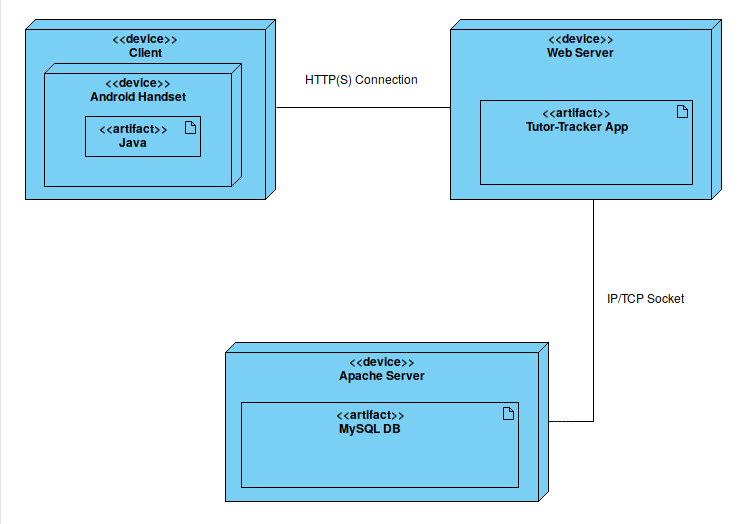 <<device>>
Client
<<device>>
Android Handset
<<artifact>>
Java
HTTP(S) Connection
<<device>>
Web Server
<<artifact>>
Tutor-Tracker App
IP/TCP Socket
<<device>>
Apache Server
<<artifact>>
MySQL DB